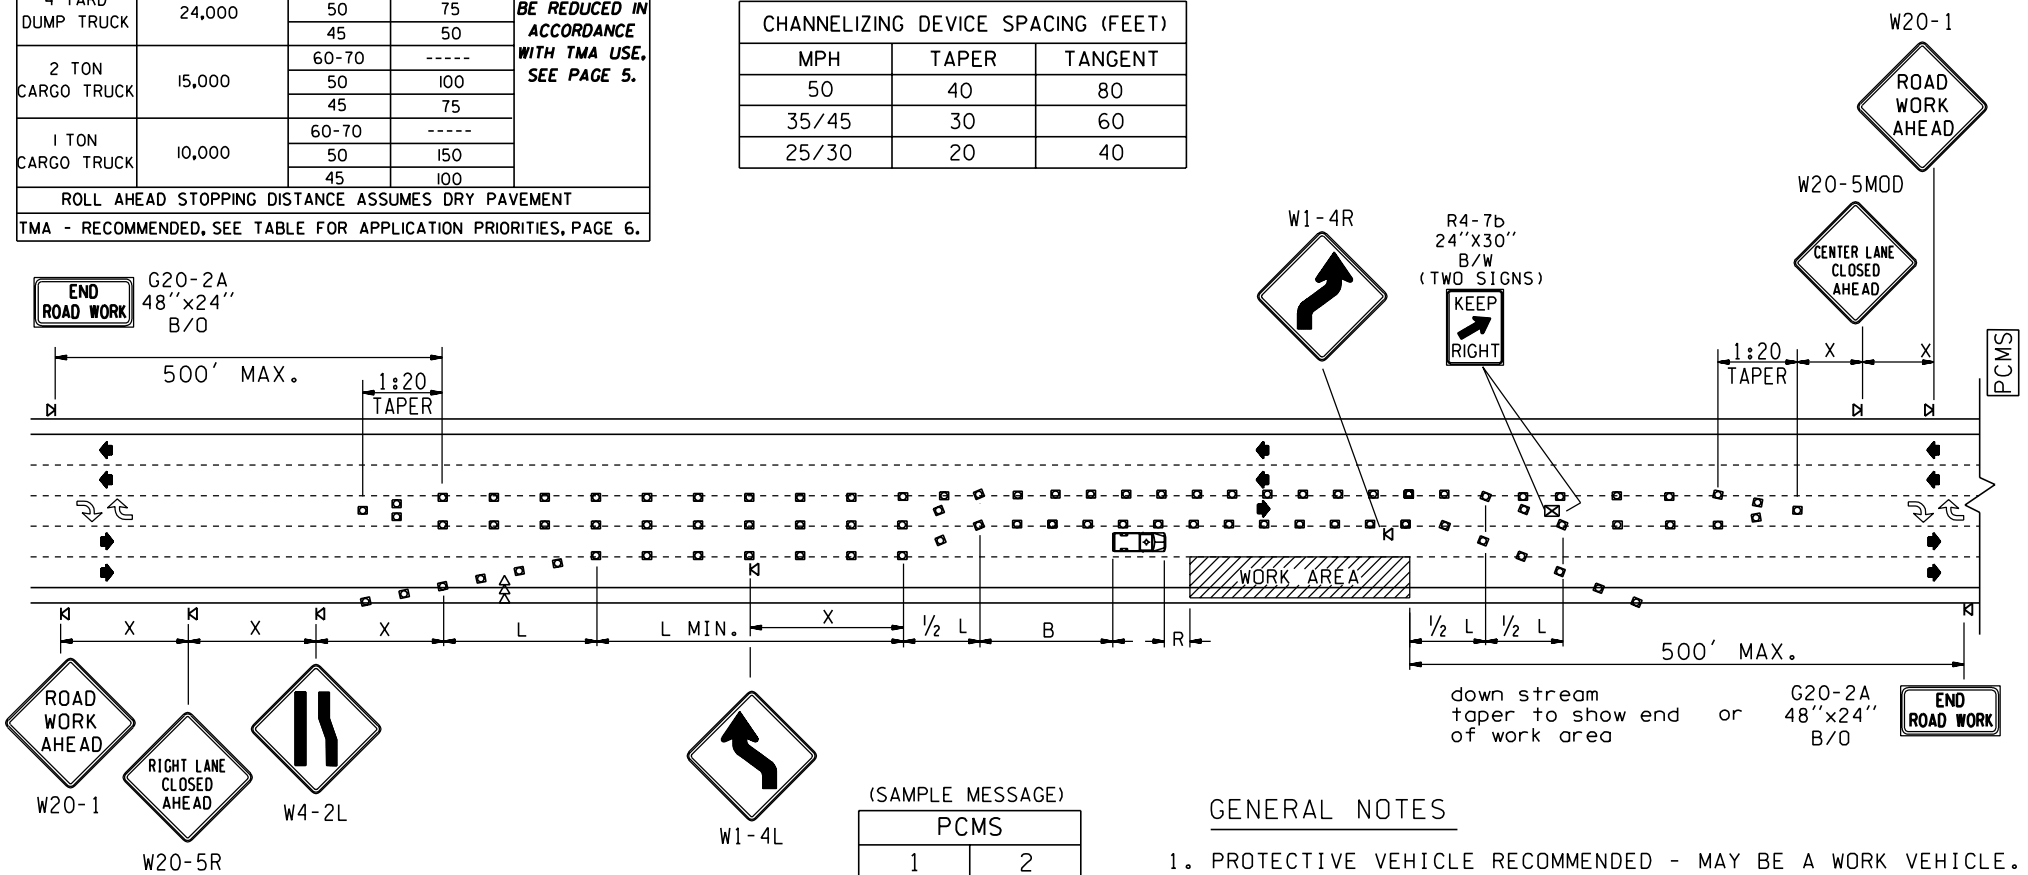 4 YARD
DUMP TRUCK
24,000
50 75
45 50
BE REDUCED IN
ACCORDANCE
WITH TMA USE.
SEE PAGE 5.
2 TON
CARGO TRUCK
15,000
60-70 -----
50 100
45 75
1 TON
CARGO TRUCK
10,000
60-70 -----
50 150
45 100
ROLL AHEAD STOPPING DISTANCE ASSUMES DRY PAVEMENT
TMA - RECOMMENDED, SEE TABLE FOR APPLICATION PRIORITIES, PAGE 6.
CHANNELIZING DEVICE SPACING (FEET)
MPH TAPER TANGENT
50 40 80
35/45 30 60
25/30 20 40
W20-1
ROAD
WORK
AHEAD
W20-5MOD
CENTER LANE
CLOSED
AHEAD
W1-4R
R4-7b
24"X30"
B/W
(TWO SIGNS)
KEEP
RIGHT
END
ROAD WORK
G20-2A
48"x24"
B/O
500' MAX.
1:20
TAPER
1:20
TAPER
X
X
PCMS
WORK AREA
X
X
X
L
L MIN.
X
1/2 L
B
R
1/2 L
1/2 L
500' MAX.
ROAD
WORK
AHEAD
W20-1
RIGHT LANE
CLOSED
AHEAD
W20-5R
W4-2L
W1-4L
down stream
taper to show end
of work area
or
G20-2A
48"x24"
B/O
END
ROAD WORK
(SAMPLE MESSAGE)
PCMS
1 2
GENERAL NOTES
1. PROTECTIVE VEHICLE RECOMMENDED - MAY BE A WORK VEHICLE.